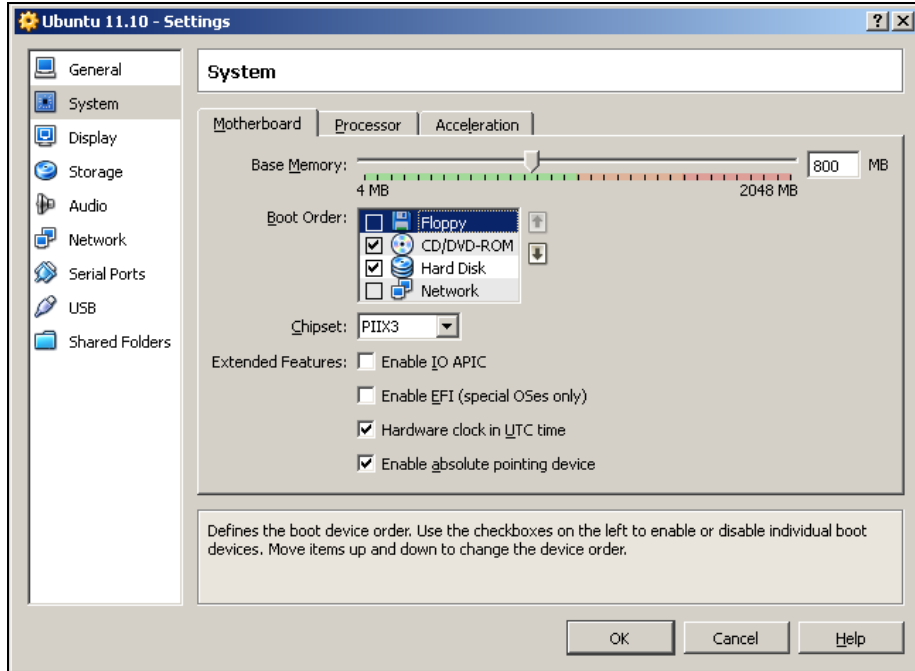 Ubuntu 11.10 - Settings
General
System
Display
Storage
Audio
Network
Serial Ports
USB
Shared Folders
System
Motherboard Processor Acceleration
Base Memory: 800 MB
4 MB 2048 MB
Boot Order: Floppy
CD/DVD-ROM
Hard Disk
Network
Chipset: PIIX3
Extended Features: Enable IO APIC
Enable EFI (special OSes only)
Hardware clock in UTC time
Enable absolute pointing device
Defines the boot device order. Use the checkboxes on the left to enable or disable individual boot
devices. Move items up and down to change the device order.
OK Cancel Help